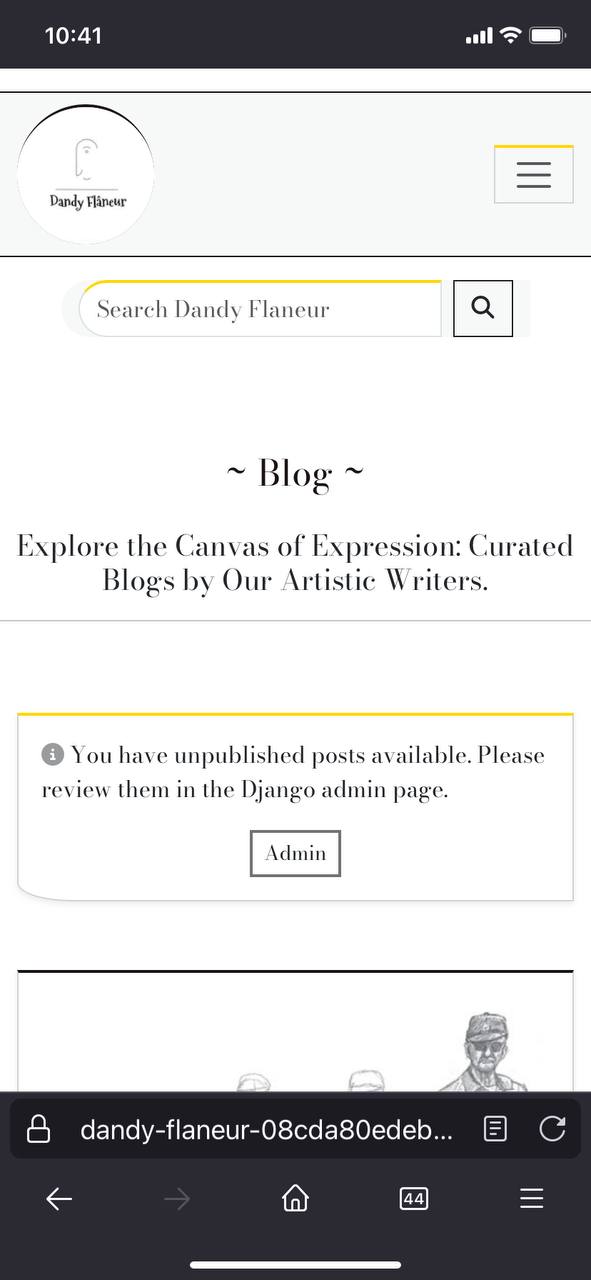 10:41
Dandy Flâneur
Search Dandy Flaneur
~ Blog ~
Explore the Canvas of Expression: Curated
Blogs by Our Artistic Writers.
You have unpublished posts available. Please
review them in the Django admin page.
Admin
dandy-flaneur-08cda80edeb...
44